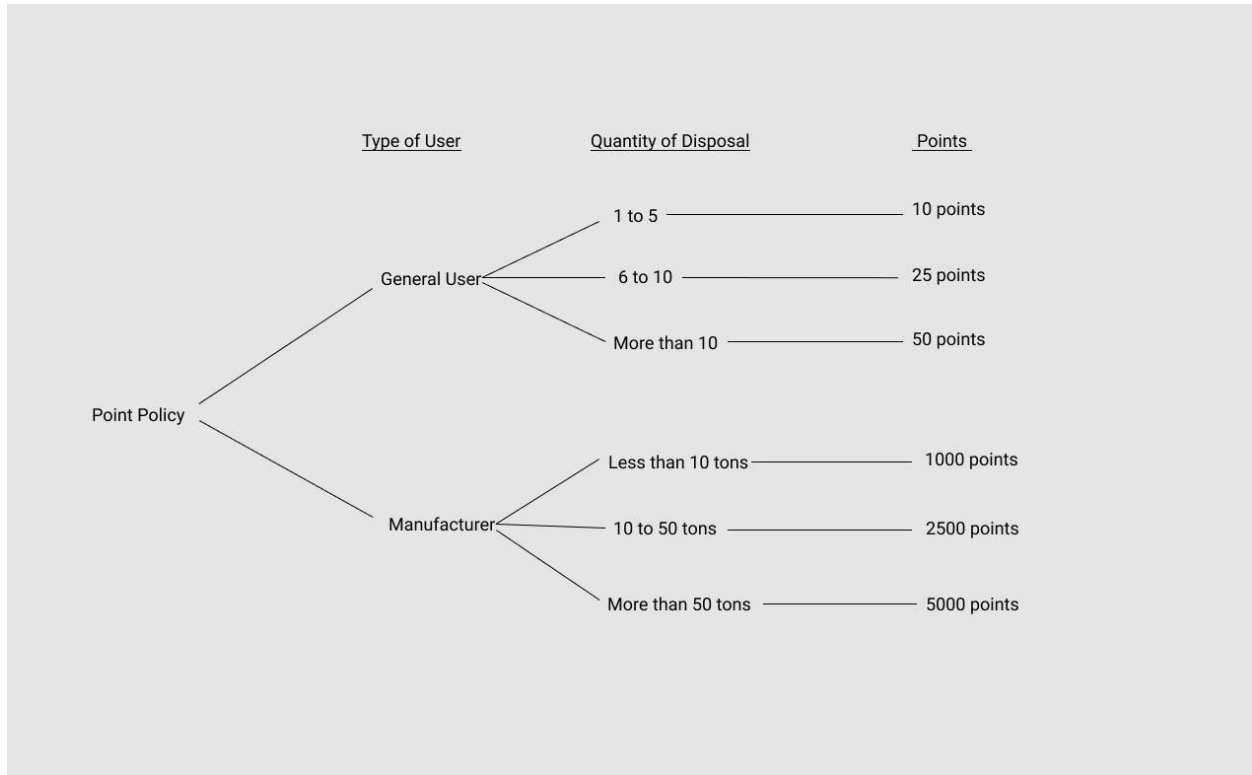 Type of User
Quantity of Disposal
Points
1 to 5
10 points
General User
6 to 10
25 points
More than 10
50 points
Point Policy
Less than 10 tons
1000 points
Manufacturer
10 to 50 tons
2500 points
More than 50 tons
5000 points